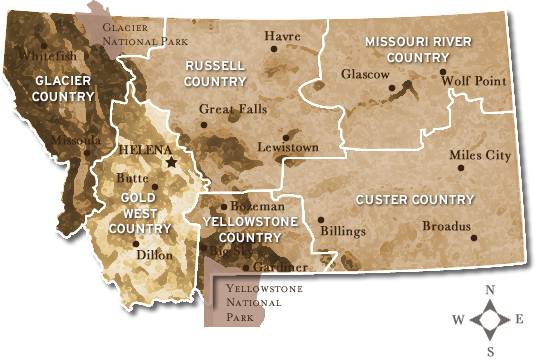 GLACIER
NATIONAL PARK
Whitefish
Havre
MISSOURI RIVER
COUNTRY
GLACIER
COUNTRY
RUSSELL
COUNTRY
Glascow
Wolf Point
Great Falls
Missoula
HELENA
Lewistown
Miles City
Butte
GOLD
WEST
COUNTRY
Bozeman
YELLOWSTONE
COUNTRY
CUSTER COUNTRY
Billings
Broadus
Dillon
Big Sky
Gardiner
YELLOWSTONE
NATIONAL
PARK
N
W E
S